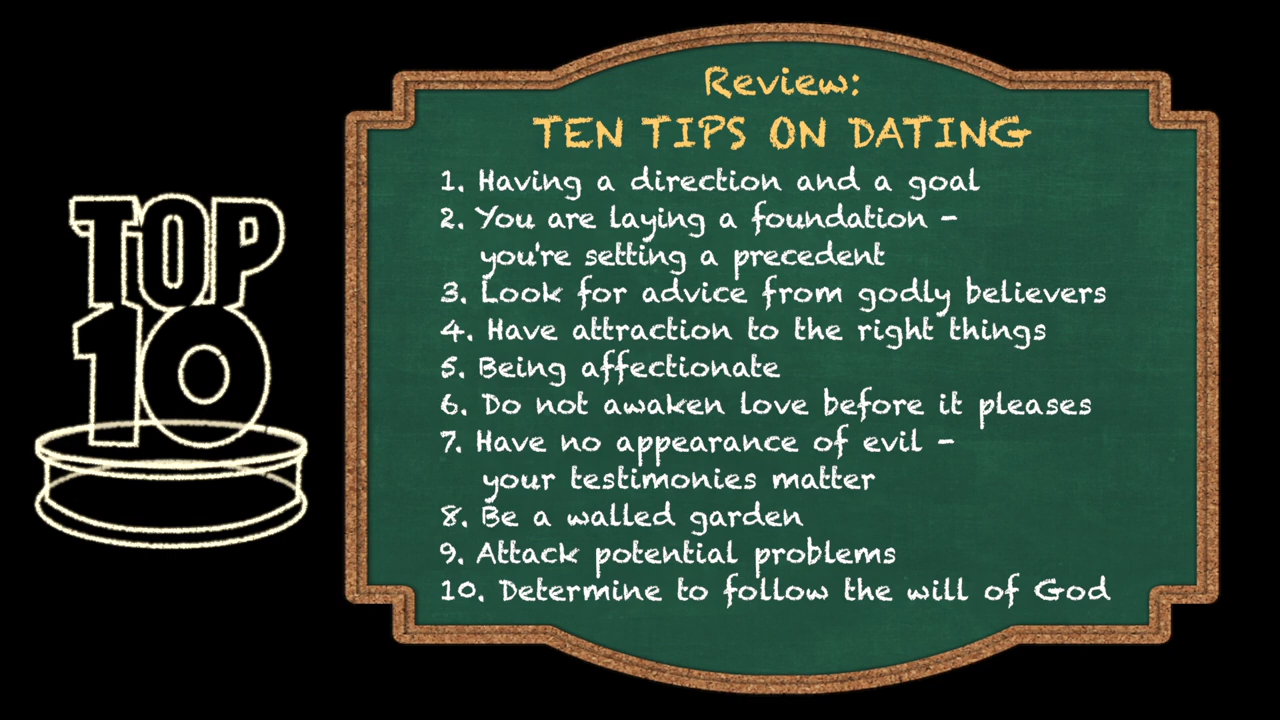 TOP
10
Review:
TEN TIPS ON DATING
1. Having a direction and a goal
2. You are laying a foundation -
you're setting a precedent
3. Look for advice from godly believers
4. Have attraction to the right things
5. Being affectionate
6. Do not awaken love before it pleases
7. Have no appearance of evil -
your testimonies matter
8. Be a walled garden
9. Attack potential problems
10. Determine to follow the will of God